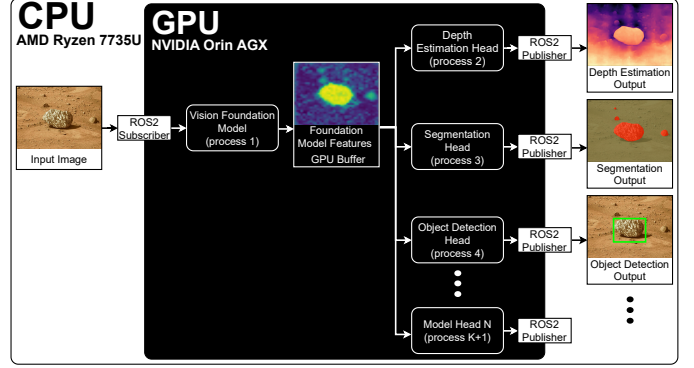 CPU
AMD Ryzen 7735U
GPU
NVIDIA Orin AGX
Input Image
ROS2
Subscriber
Vision Foundation
Model
(process 1)
Foundation
Model Features
GPU Buffer
Depth
Estimation Head
(process 2)
ROS2
Publisher
Depth Estimation
Output
Segmentation
Head
(process 3)
ROS2
Publisher
Segmentation
Output
Object Detection
Head
(process 4)
ROS2
Publisher
Object Detection
Output
Model Head N
(process K+1)
ROS2
Publisher